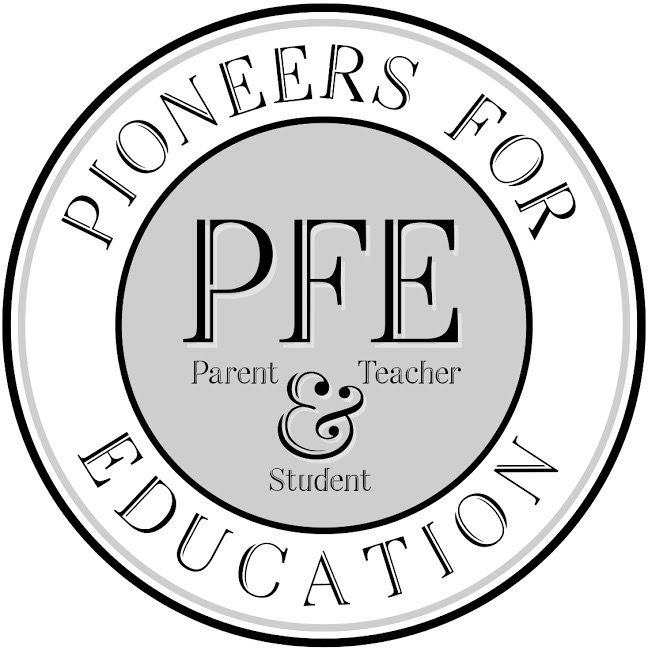 PIONEERS FOR
PFE
Parent & Teacher
Student
EDUCATION